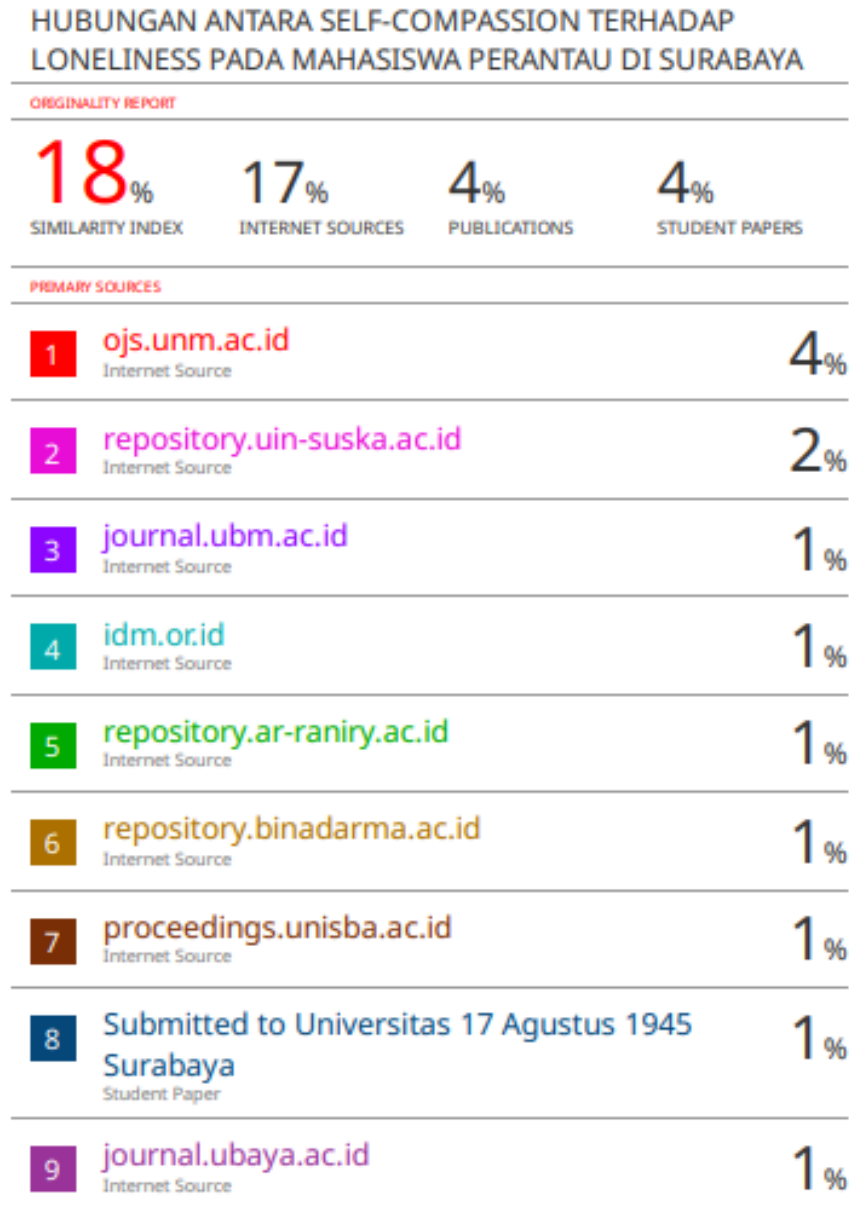 HUBUNGAN ANTARA SELF-COMPASSION TERHADAP
LONELINESS PADA MAHASISWA PERANTAU DI SURABAYA
ORIGINALITY REPORT
18% 17% 4% 4%
SIMILARITY INDEX INTERNET SOURCES PUBLICATIONS STUDENT PAPERS
PRIMARY SOURCES
1 ojs.unm.ac.id 4%
Internet Source
2 repository.uin-suska.ac.id 2%
Internet Source
3 journal.ubm.ac.id 1%
Internet Source
4 idm.or.id 1%
Internet Source
5 repository.ar-raniry.ac.id 1%
Internet Source
6 repository.binadarma.ac.id 1%
Internet Source
7 proceedings.unisba.ac.id 1%
Internet Source
8 Submitted to Universitas 17 Agustus 1945 1%
Surabaya
Student Paper
9 journal.ubaya.ac.id 1%
Internet Source